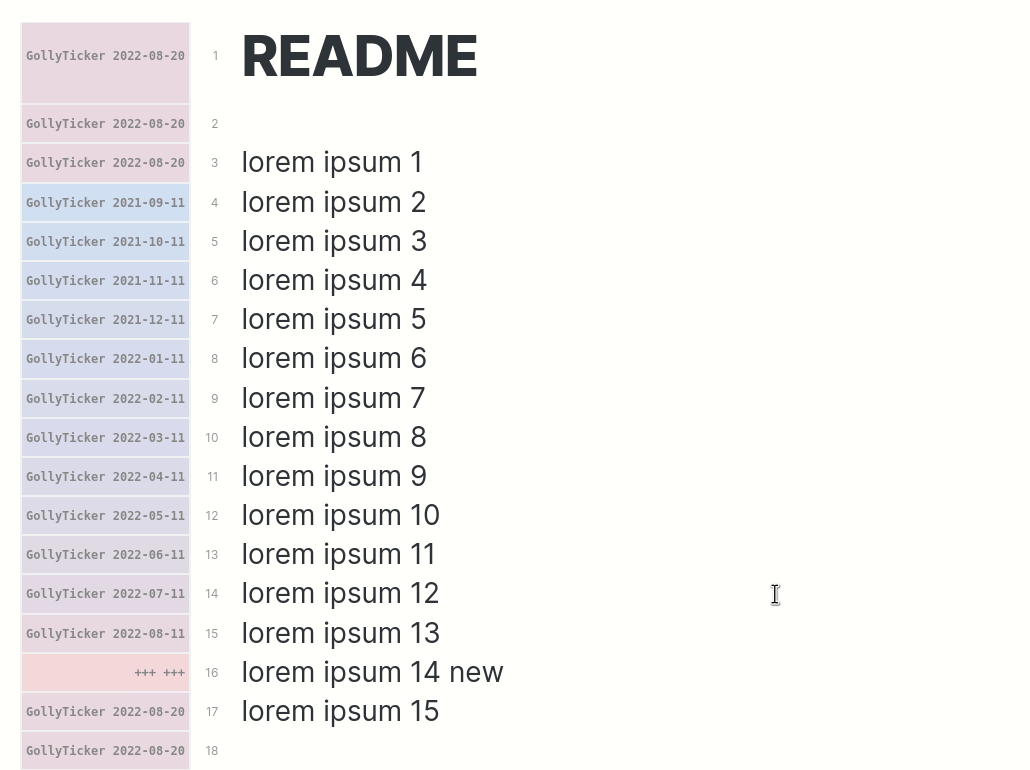 GollyTicker 2022-08-20 1 README
GollyTicker 2022-08-20 2
GollyTicker 2022-08-20 3 lorem ipsum 1
GollyTicker 2021-09-11 4 lorem ipsum 2
GollyTicker 2021-10-11 5 lorem ipsum 3
GollyTicker 2021-11-11 6 lorem ipsum 4
GollyTicker 2021-12-11 7 lorem ipsum 5
GollyTicker 2022-01-11 8 lorem ipsum 6
GollyTicker 2022-02-11 9 lorem ipsum 7
GollyTicker 2022-03-11 10 lorem ipsum 8
GollyTicker 2022-04-11 11 lorem ipsum 9
GollyTicker 2022-05-11 12 lorem ipsum 10
GollyTicker 2022-06-11 13 lorem ipsum 11
GollyTicker 2022-07-11 14 lorem ipsum 12
GollyTicker 2022-08-11 15 lorem ipsum 13
+++ +++ 16 lorem ipsum 14 new
GollyTicker 2022-08-20 17 lorem ipsum 15
GollyTicker 2022-08-20 18